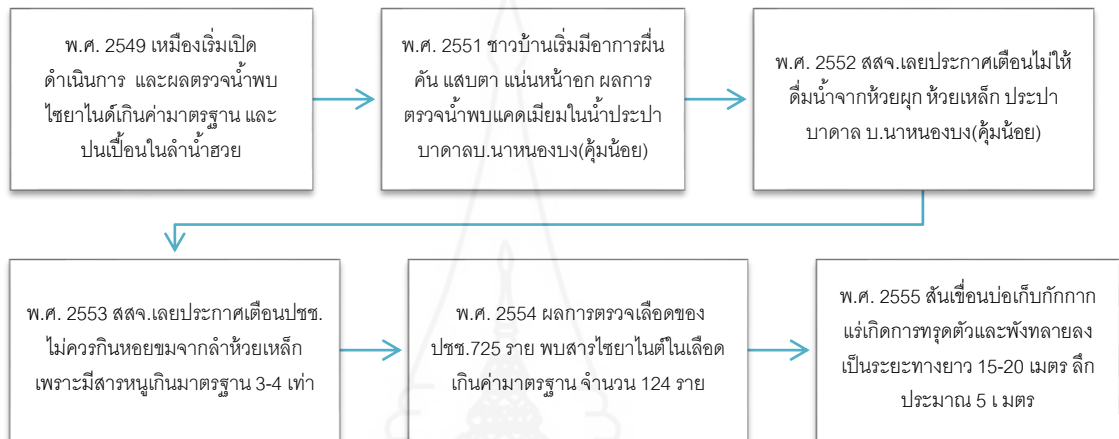 พ.ศ. 2549 เหมืองเริ่มเปิด
ดำเนินการ และผลตรวจน้ำพบ
ไซยาไนด์เกินค่ามาตรฐาน และ
ปนเปื้อนในลำน้ำฮวย
พ.ศ. 2551 ชาวบ้านเริ่มมีอาการผื่น
คัน แสบตา แน่นหน้าอก ผลการ
ตรวจน้ำพบแคดเมียมในน้ำประปา
บาดาลบ.นาหนองบง(คุ้มน้อย)
พ.ศ. 2552 สสจ.เลยประกาศเตือนไม่ให้
ดื่มน้ำจากห้วยผุก ห้วยเหล็ก ประปา
บาดาล บ.นาหนองบง(คุ้มน้อย)
พ.ศ. 2553 สสจ.เลยประกาศเตือนปชช.
ไม่ควรกินหอยขมจากลำห้วยเหล็ก
เพราะมีสารหนูเกินมาตรฐาน 3-4 เท่า
พ.ศ. 2554 ผลการตรวจเลือดของ
ปชช.725 ราย พบสารไซยาไนต์ในเลือด
เกินค่ามาตรฐาน จำนวน 124 ราย
พ.ศ. 2555 สันเขื่อนบ่อเก็บกักกาก
แร่เกิดการทรุดตัวและพังทลายลง
เป็นระยะทางยาว 15-20 เมตร ลึก
ประมาณ 5 เ มตร